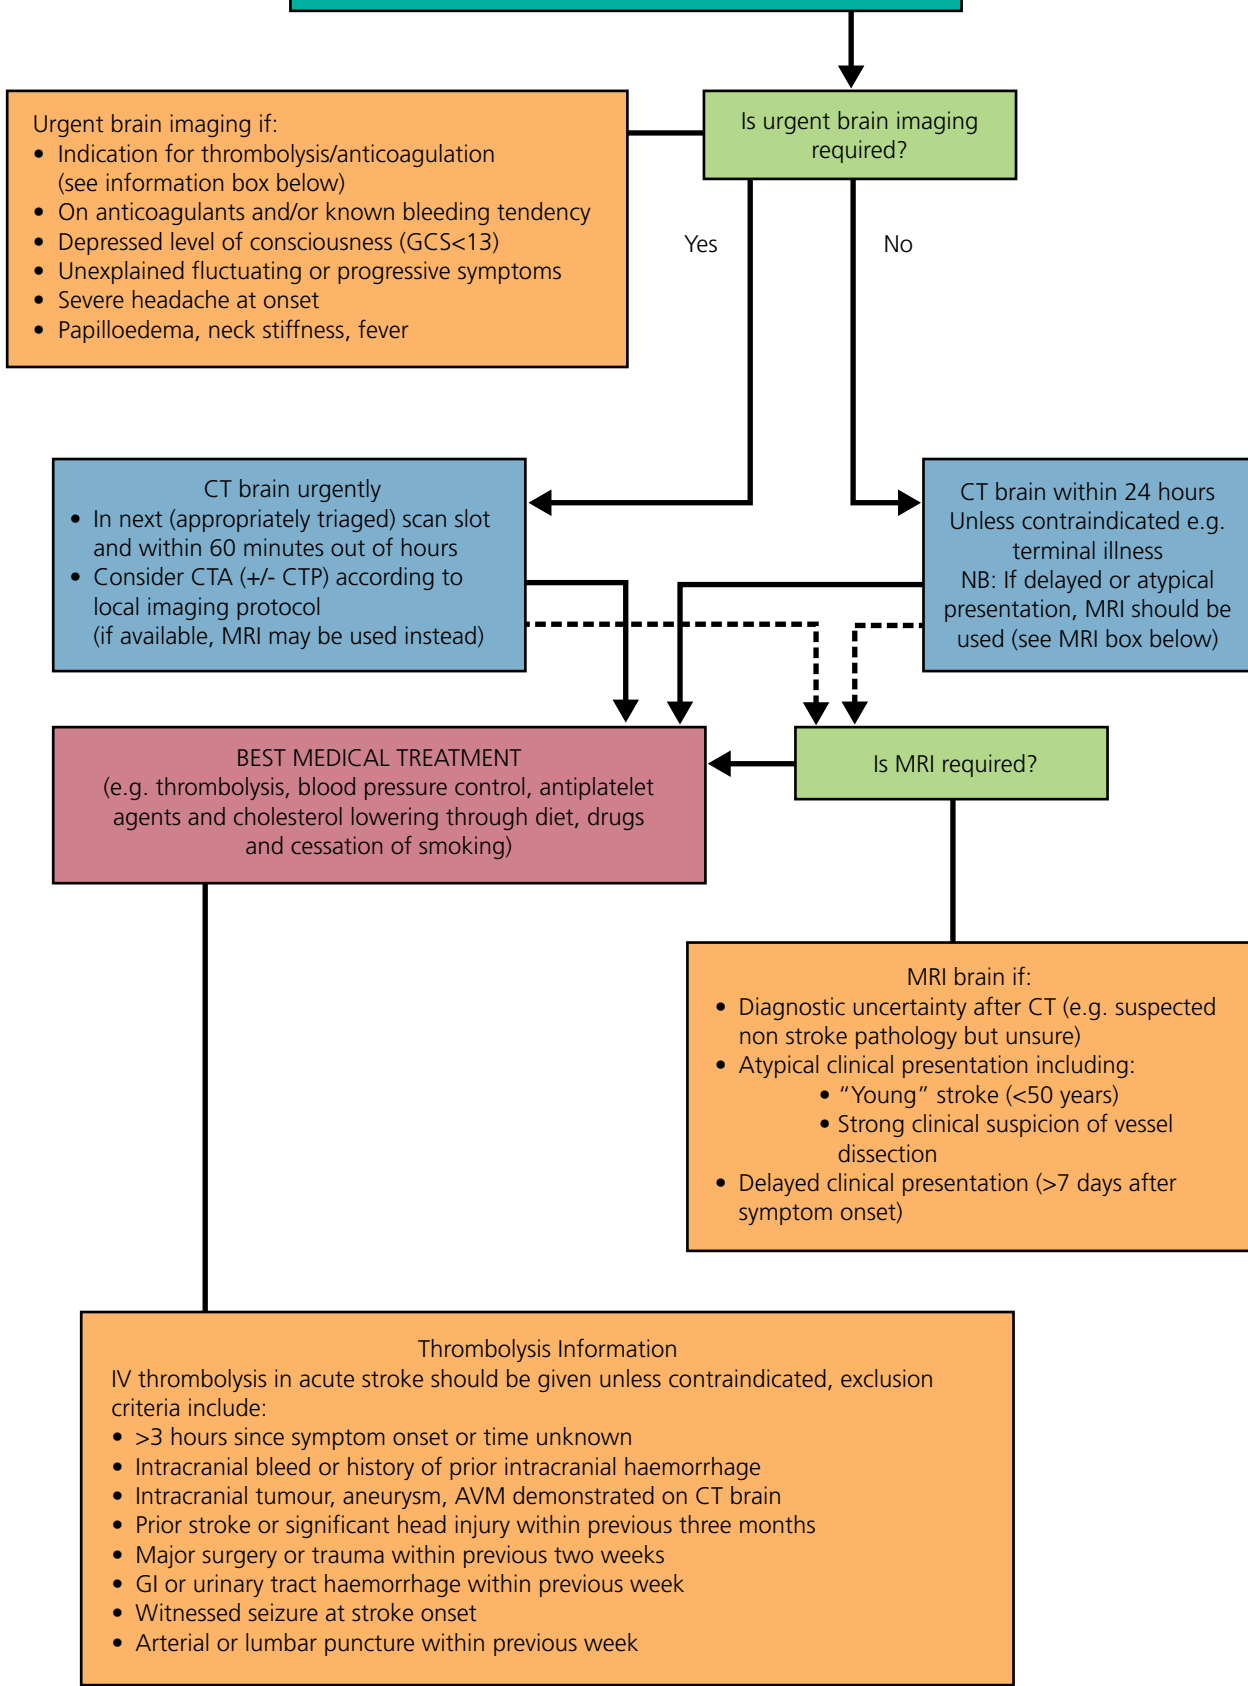 Is urgent brain imaging
required?
Urgent brain imaging if:
• Indication for thrombolysis/anticoagulation
(see information box below)
• On anticoagulants and/or known bleeding tendency
• Depressed level of consciousness (GCS<13)
• Unexplained fluctuating or progressive symptoms
• Severe headache at onset
• Papilloedema, neck stiffness, fever
Yes
No
CT brain urgently
• In next (appropriately triaged) scan slot
and within 60 minutes out of hours
• Consider CTA (+/- CTP) according to
local imaging protocol
(if available, MRI may be used instead)
CT brain within 24 hours
Unless contraindicated e.g.
terminal illness
NB: If delayed or atypical
presentation, MRI should be
used (see MRI box below)
BEST MEDICAL TREATMENT
(e.g. thrombolysis, blood pressure control, antiplatelet
agents and cholesterol lowering through diet, drugs
and cessation of smoking)
Is MRI required?
MRI brain if:
• Diagnostic uncertainty after CT (e.g. suspected
non stroke pathology but unsure)
• Atypical clinical presentation including:
• “Young” stroke (<50 years)
• Strong clinical suspicion of vessel
dissection
• Delayed clinical presentation (>7 days after
symptom onset)
Thrombolysis Information
IV thrombolysis in acute stroke should be given unless contraindicated, exclusion
criteria include:
• >3 hours since symptom onset or time unknown
• Intracranial bleed or history of prior intracranial haemorrhage
• Intracranial tumour, aneurysm, AVM demonstrated on CT brain
• Prior stroke or significant head injury within previous three months
• Major surgery or trauma within previous two weeks
• GI or urinary tract haemorrhage within previous week
• Witnessed seizure at stroke onset
• Arterial or lumbar puncture within previous week